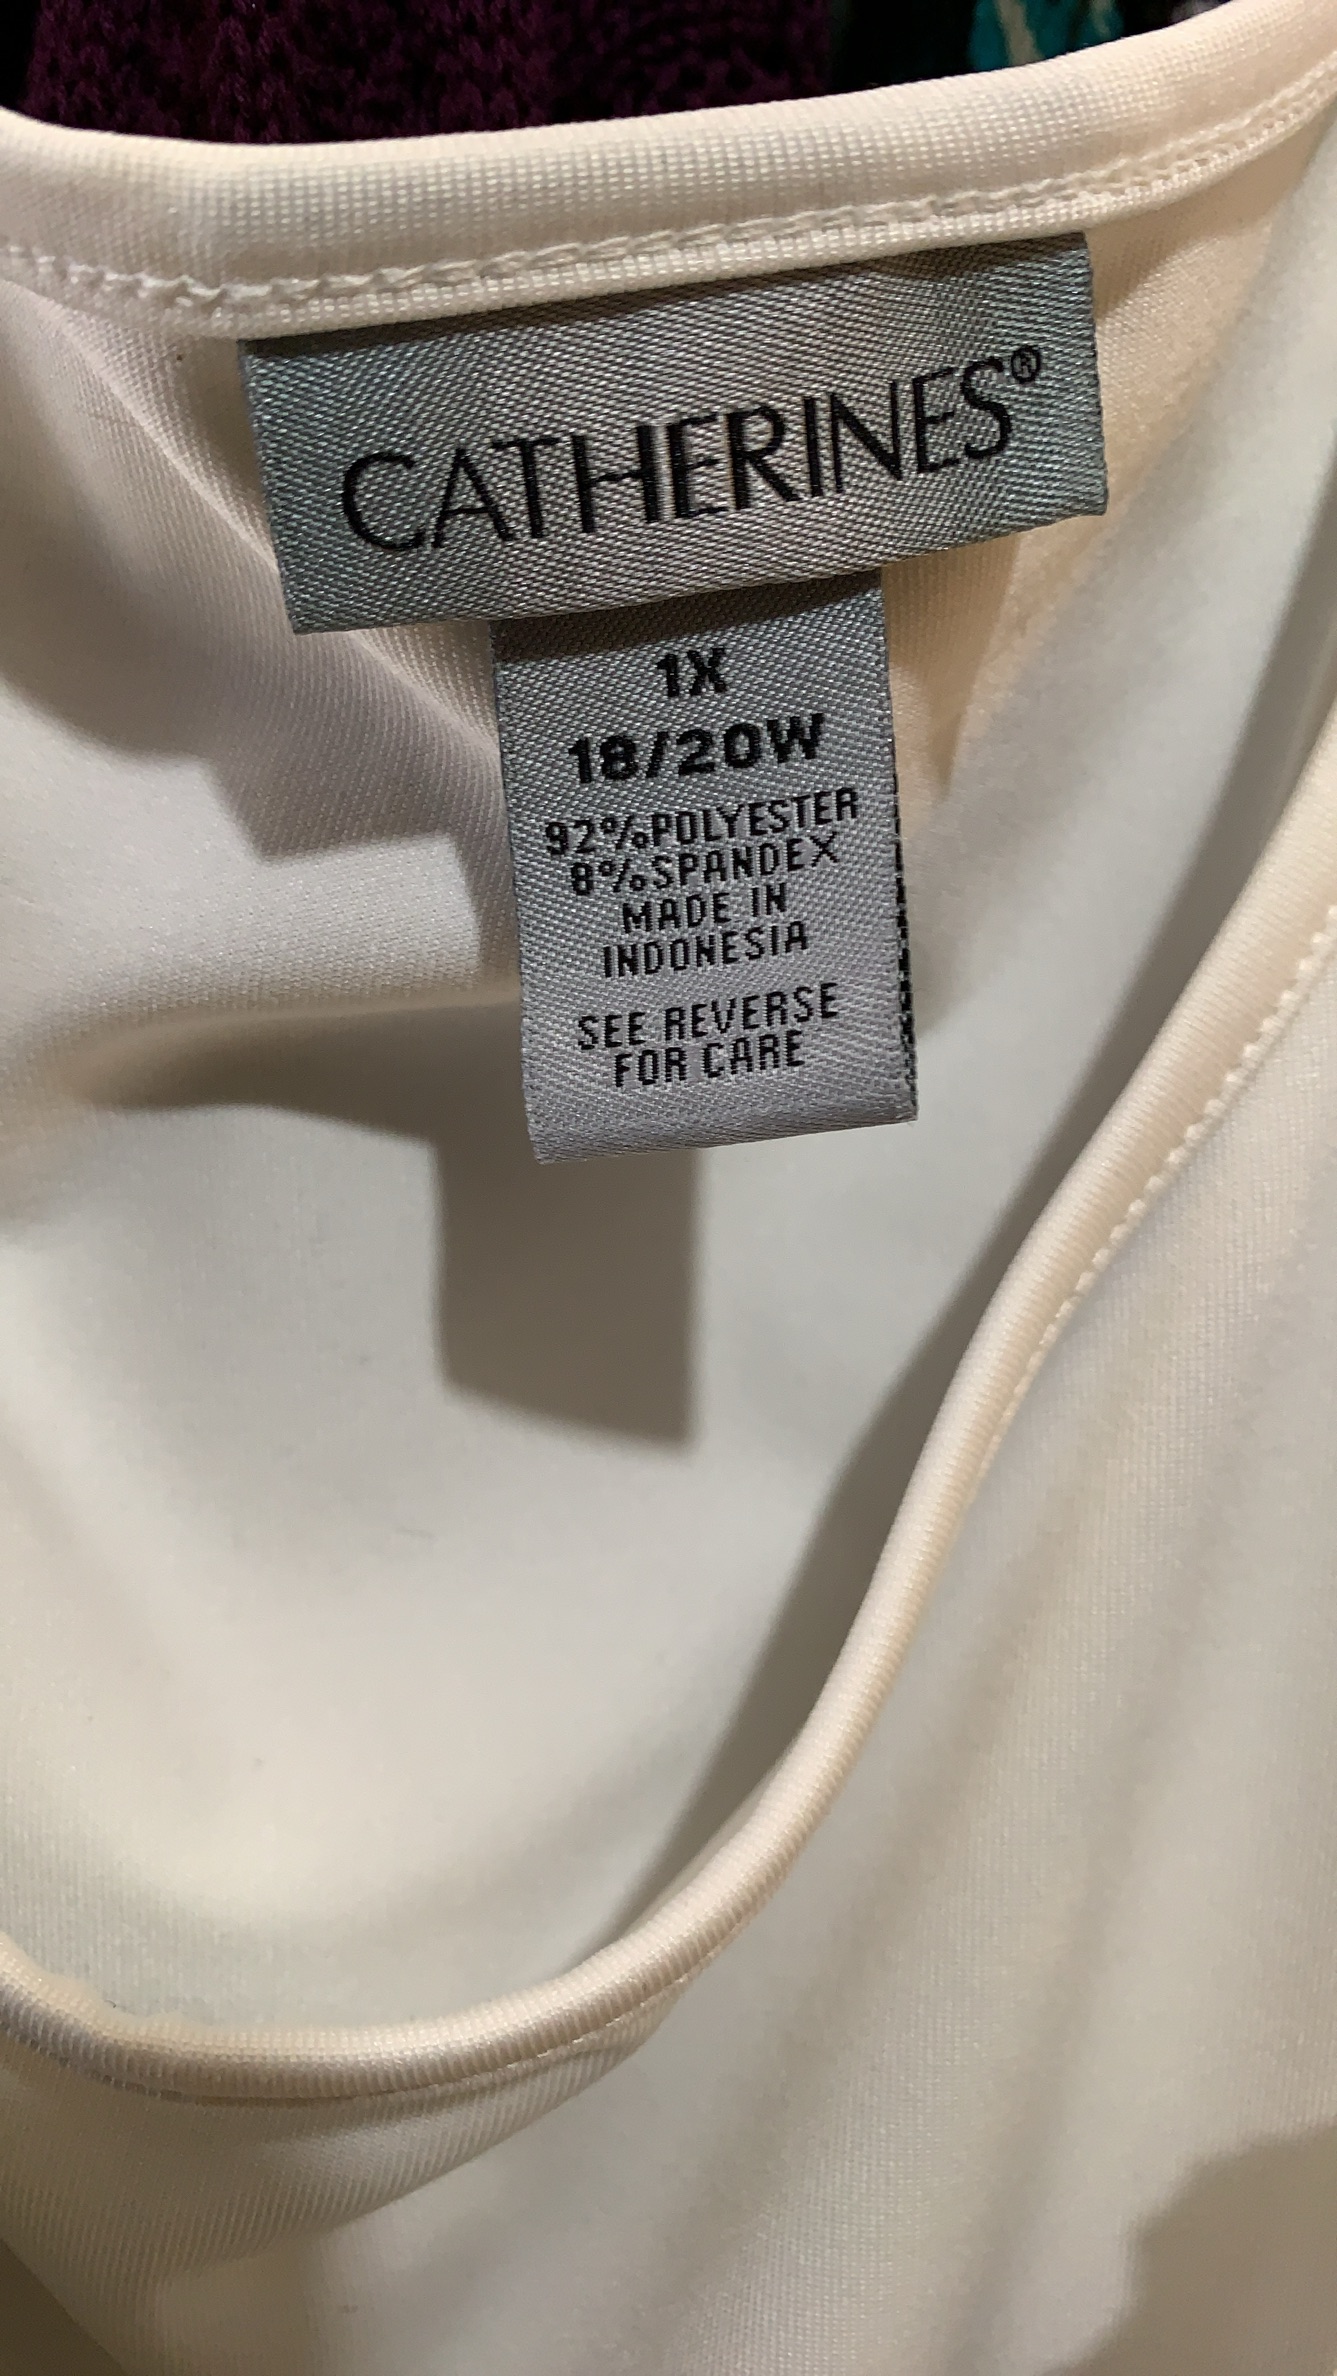 CATHERINES®
1X
18/20W
92%POLYESTER
8%SPANDEX
MADE IN
INDONESIA
SEE REVERSE
FOR CARE